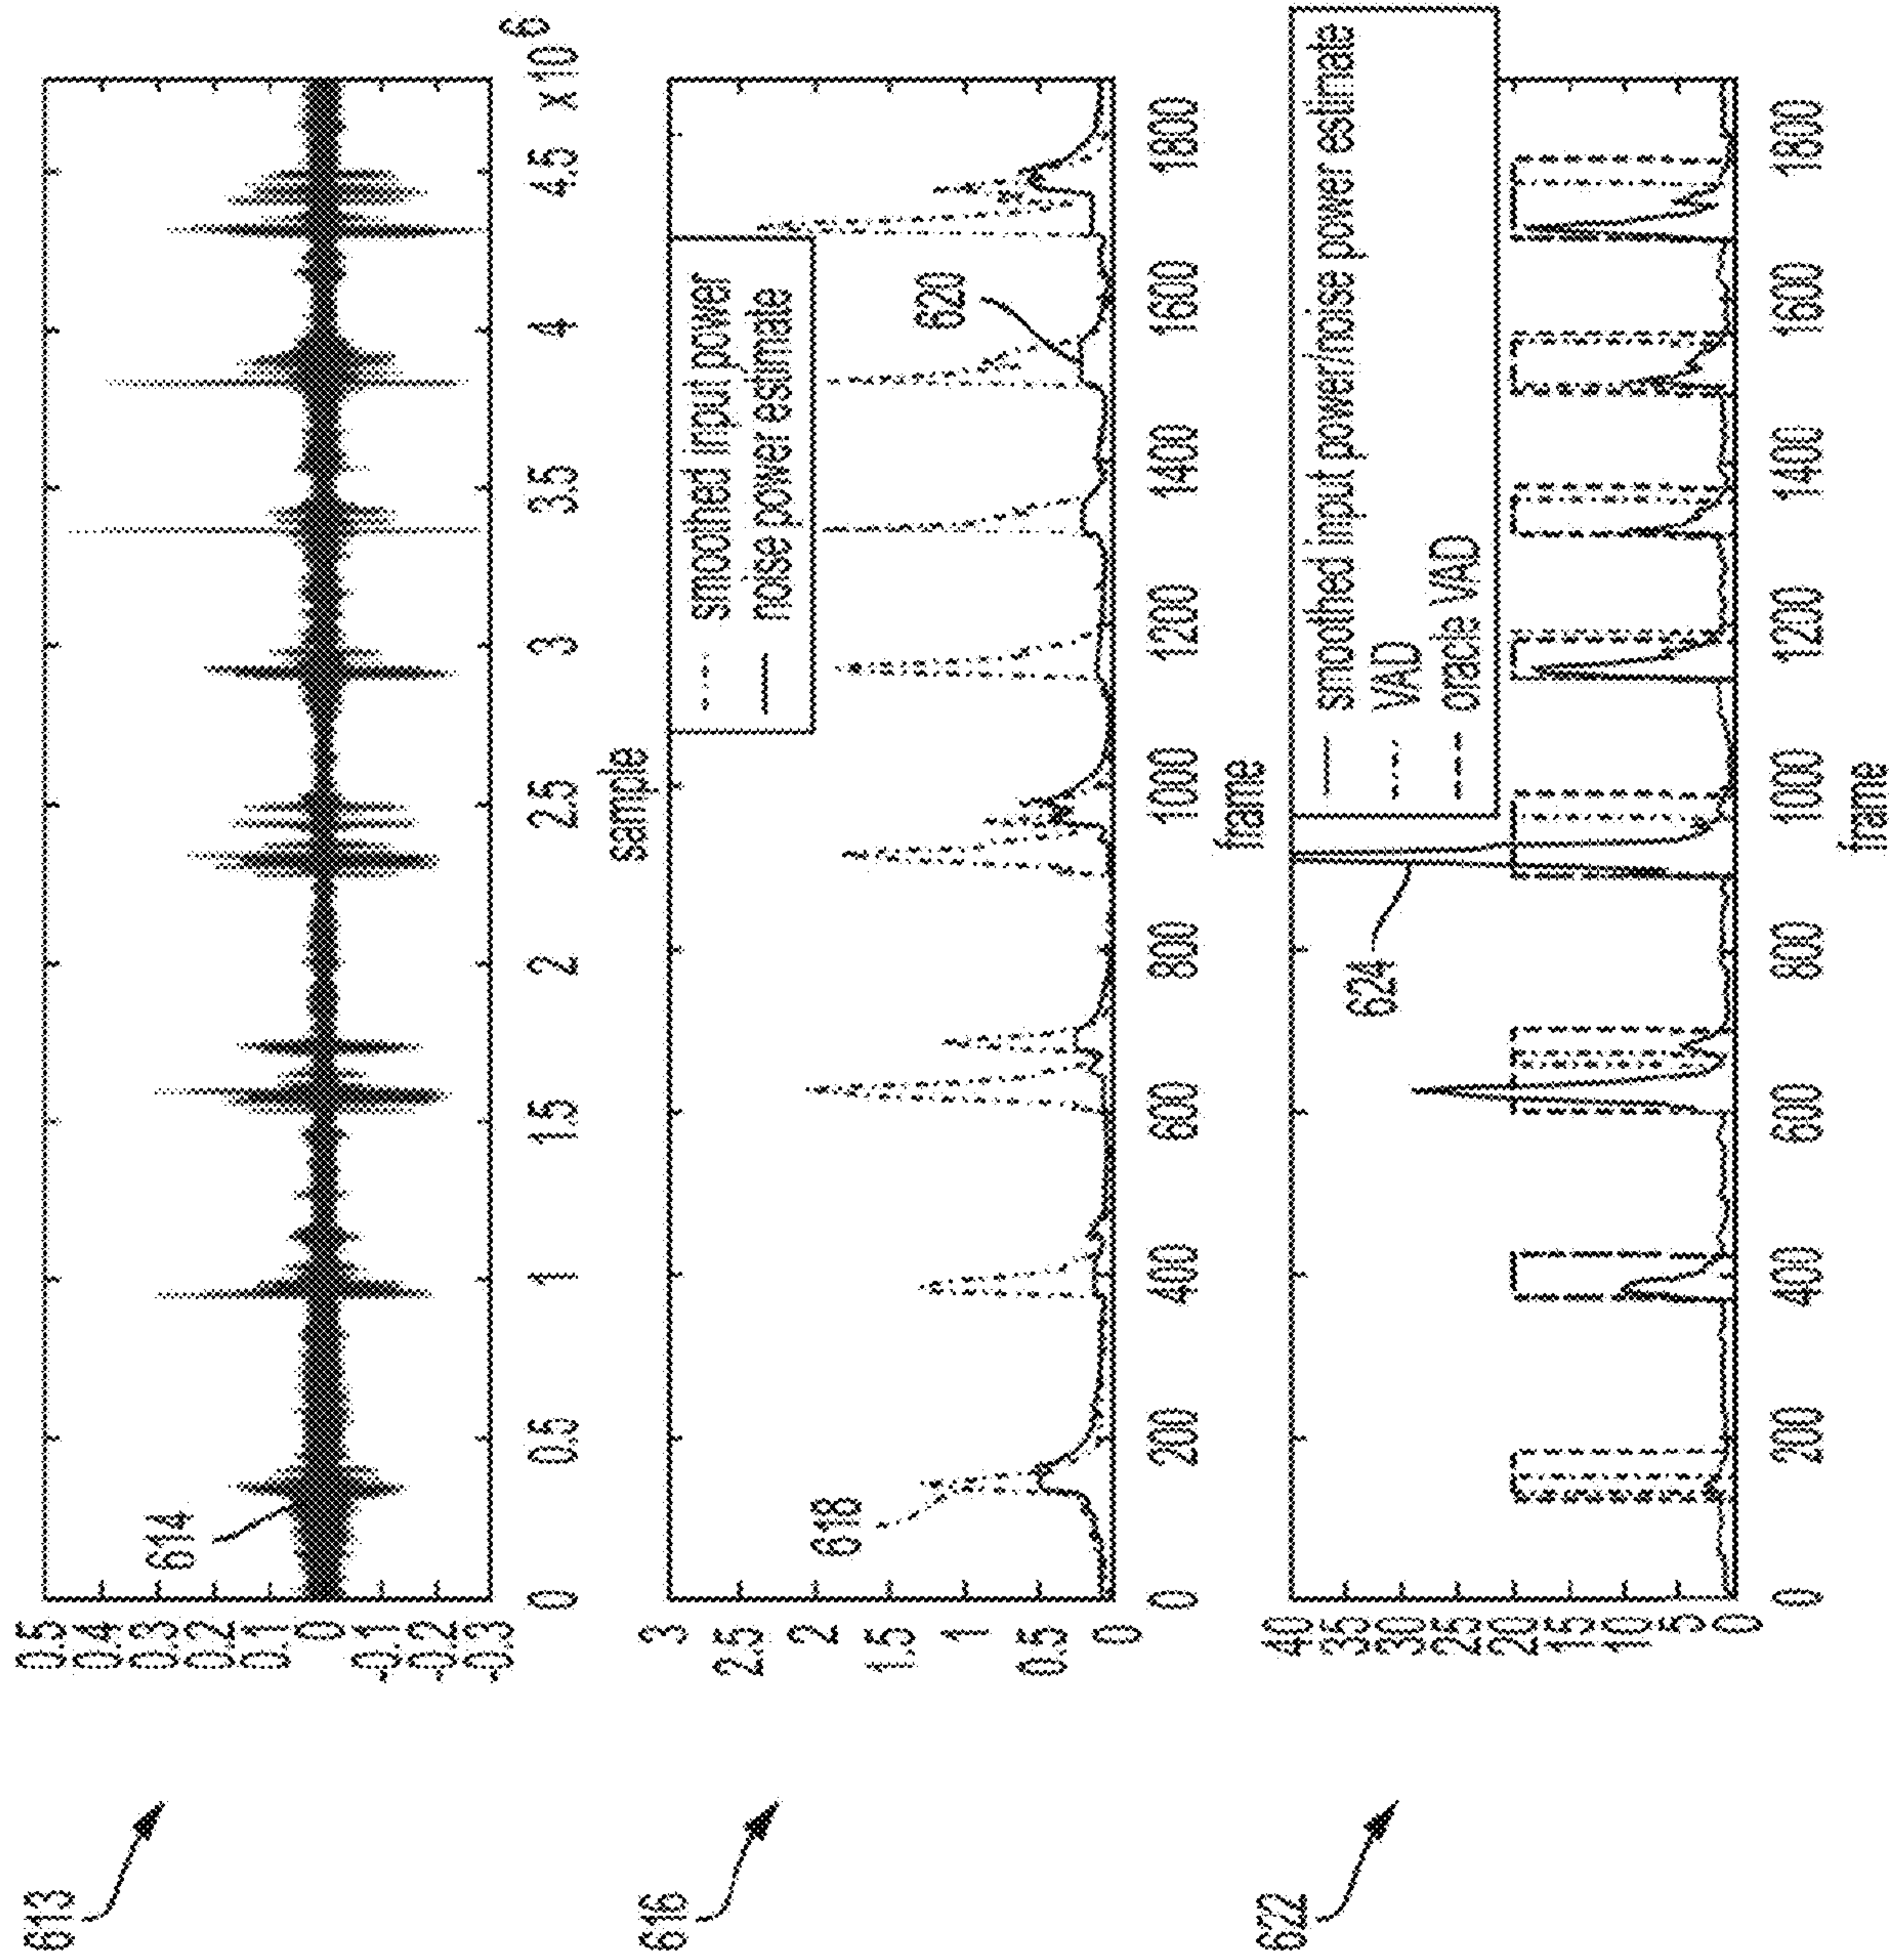 613
614
0.5
0.4
0.3
0.2
0.1
0
-0.1
-0.2
-0.3
0 0.5 1 1.5 2 2.5 3 3.5 4 4.5 x 10 6
sample
616
618
620
smoothed input power
noise power estimate
3
2.5
2
1.5
1
0.5
0
0 200 400 600 800 1000 1200 1400 1600 1800
frame
622
624
smoothed input power/noise power estimate
VAD
oracle VAD
40
35
30
25
20
15
10
5
0
0 200 400 600 800 1000 1200 1400 1600 1800
frame